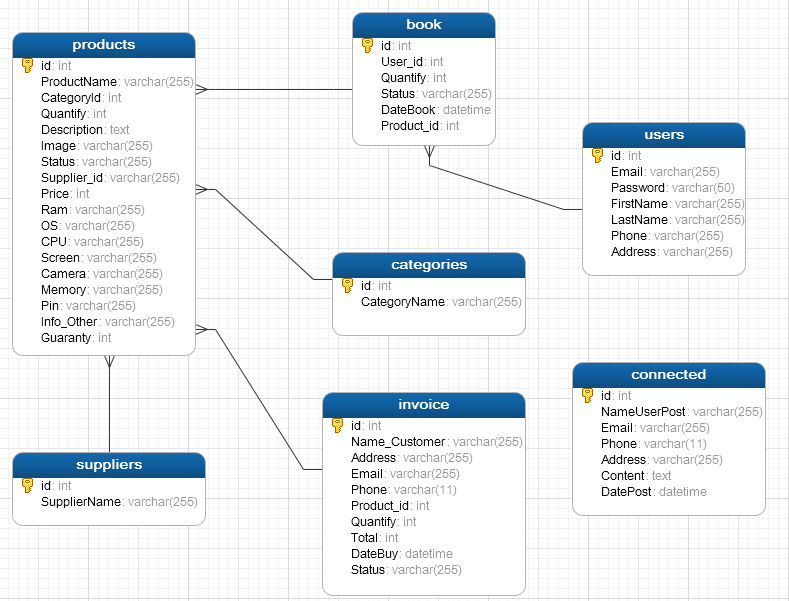 products
id: int
ProductName: varchar(255)
CategoryId: int
Quantify: int
Description: text
Image: varchar(255)
Status: varchar(255)
Supplier_id: varchar(255)
Price: int
Ram: varchar(255)
OS: varchar(255)
CPU: varchar(255)
Screen: varchar(255)
Camera: varchar(255)
Memory: varchar(255)
Pin: varchar(255)
Info_Other: varchar(255)
Guaranty: int
book
id: int
User_id: int
Quantify: int
Status: varchar(255)
DateBook: datetime
Product_id: int
users
id: int
Email: varchar(255)
Password: varchar(50)
FirstName: varchar(255)
LastName: varchar(255)
Phone: varchar(255)
Address: varchar(255)
categories
id: int
CategoryName: varchar(255)
suppliers
id: int
SupplierName: varchar(255)
invoice
id: int
Name_Customer: varchar(255)
Address: varchar(255)
Email: varchar(255)
Phone: varchar(11)
Product_id: int
Quantify: int
Total: int
DateBuy: datetime
Status: varchar(255)
connected
id: int
NameUserPost: varchar(255)
Email: varchar(255)
Phone: varchar(11)
Address: varchar(255)
Content: text
DatePost: datetime